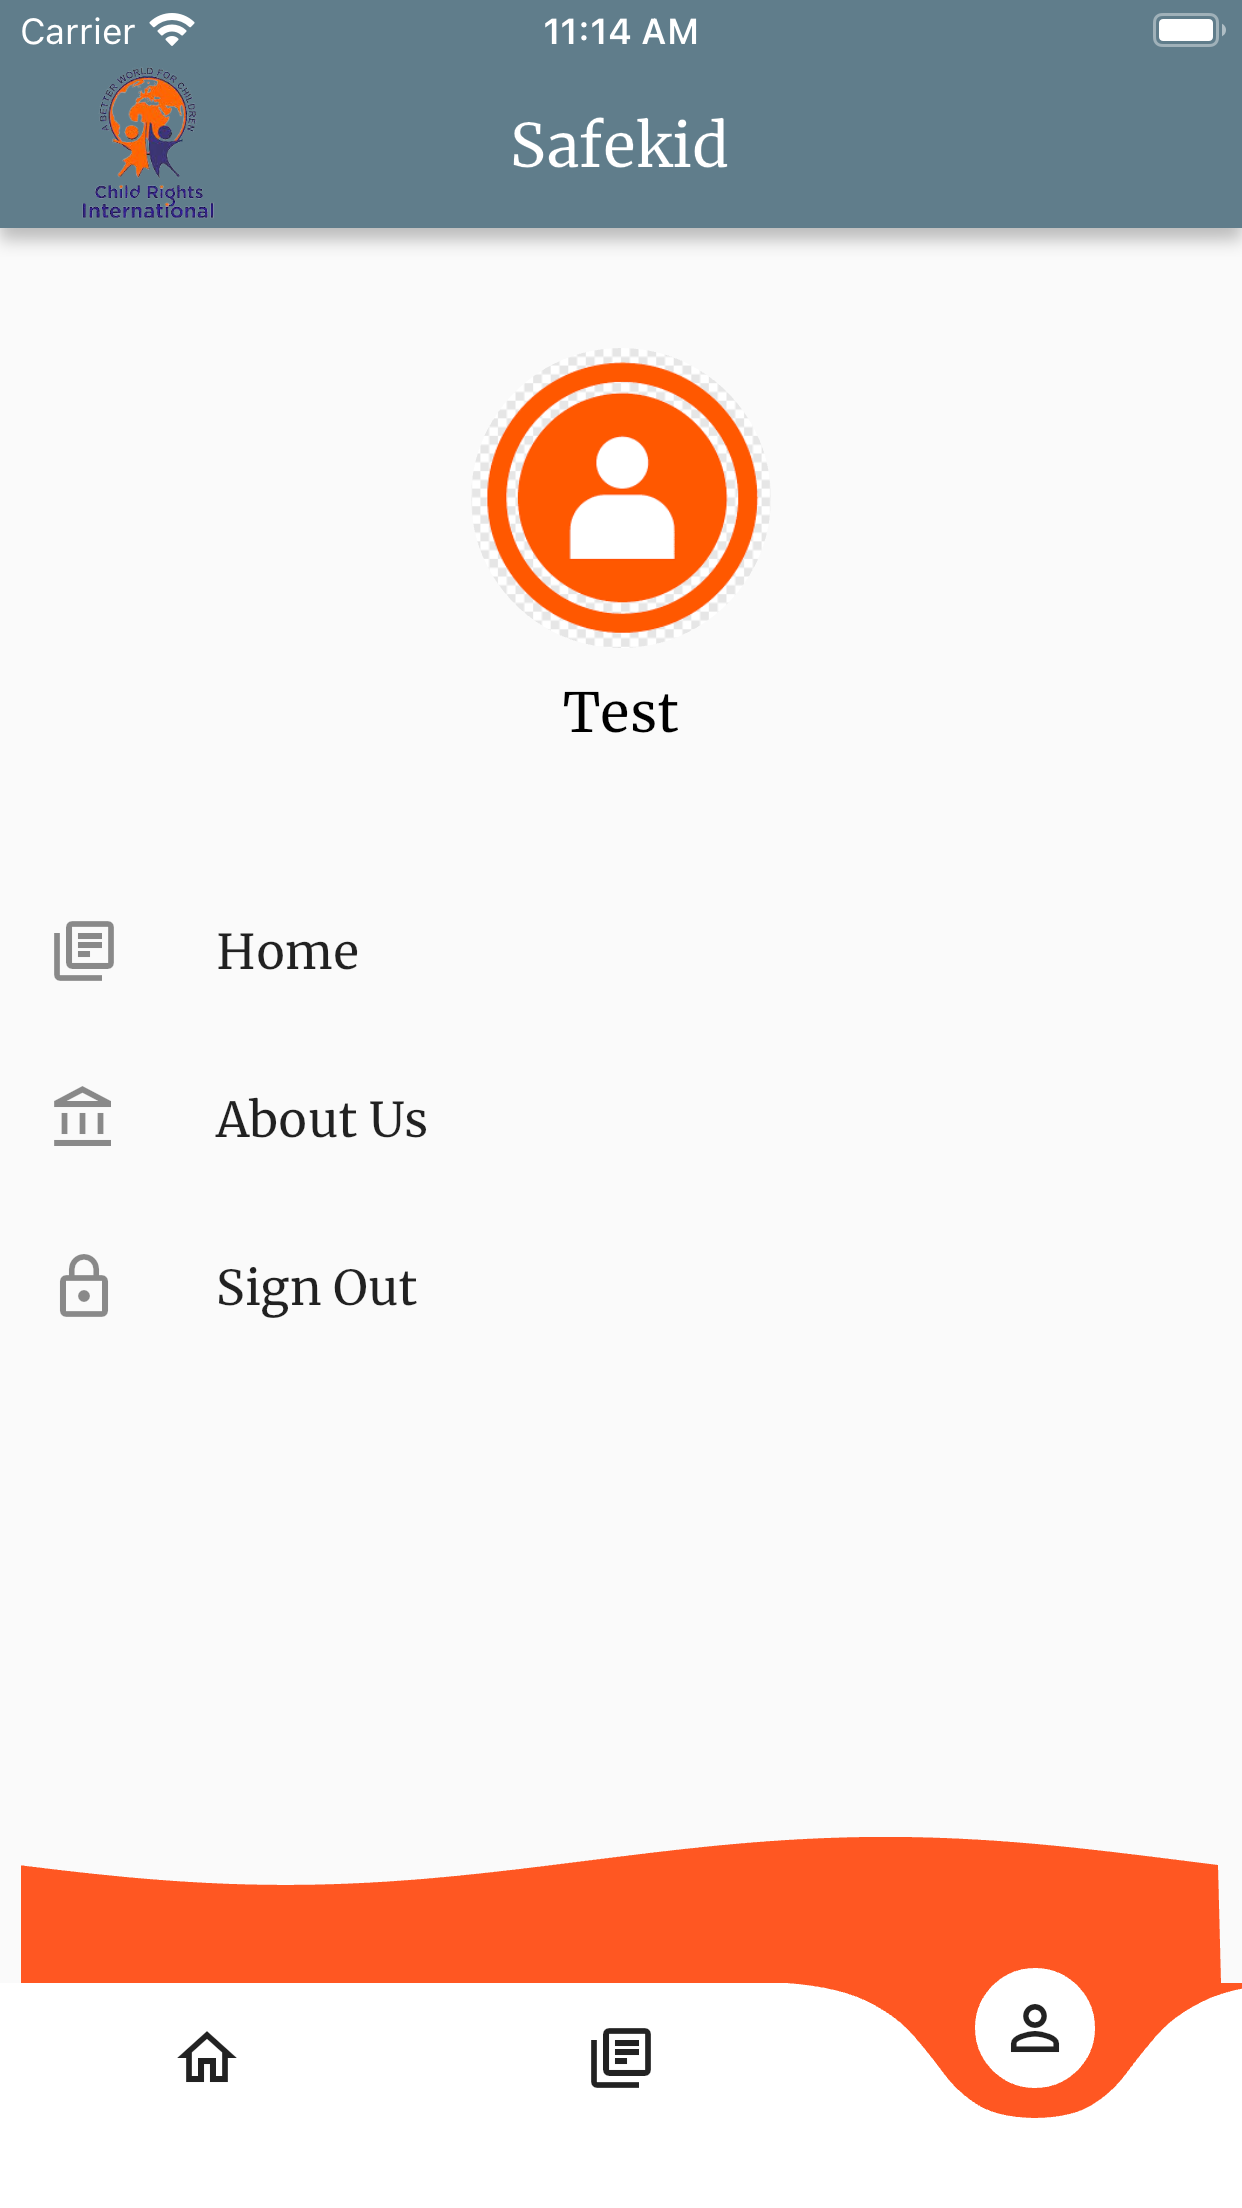 Carrier
11:14 AM
A BETTER WORLD FOR CHILDREN
Child Rights
International
Safekid
Test
Home
About Us
Sign Out